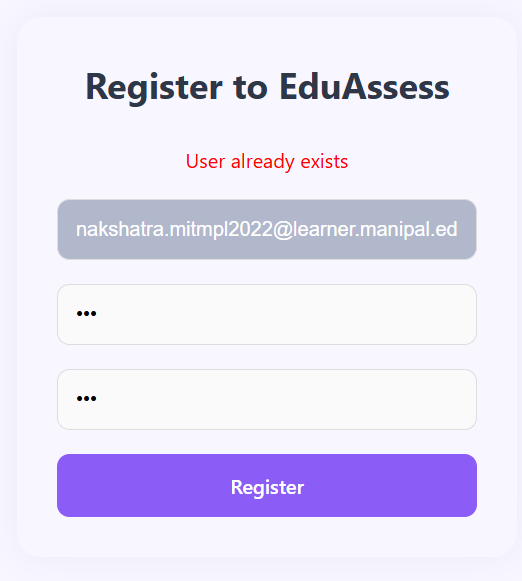 Register to EduAssess
User already exists
nakshatra.mitmpl2022@learner.manipal.ed
•••
•••
Register